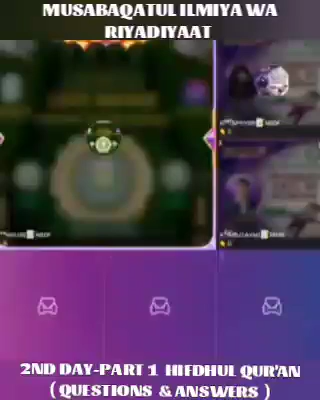 MUSABAQATUL ILMIYA WA
RIYADIYAAT
2ND DAY-PART 1 HIFDHUL QUR'AN
( QUESTIONS & ANSWERS )